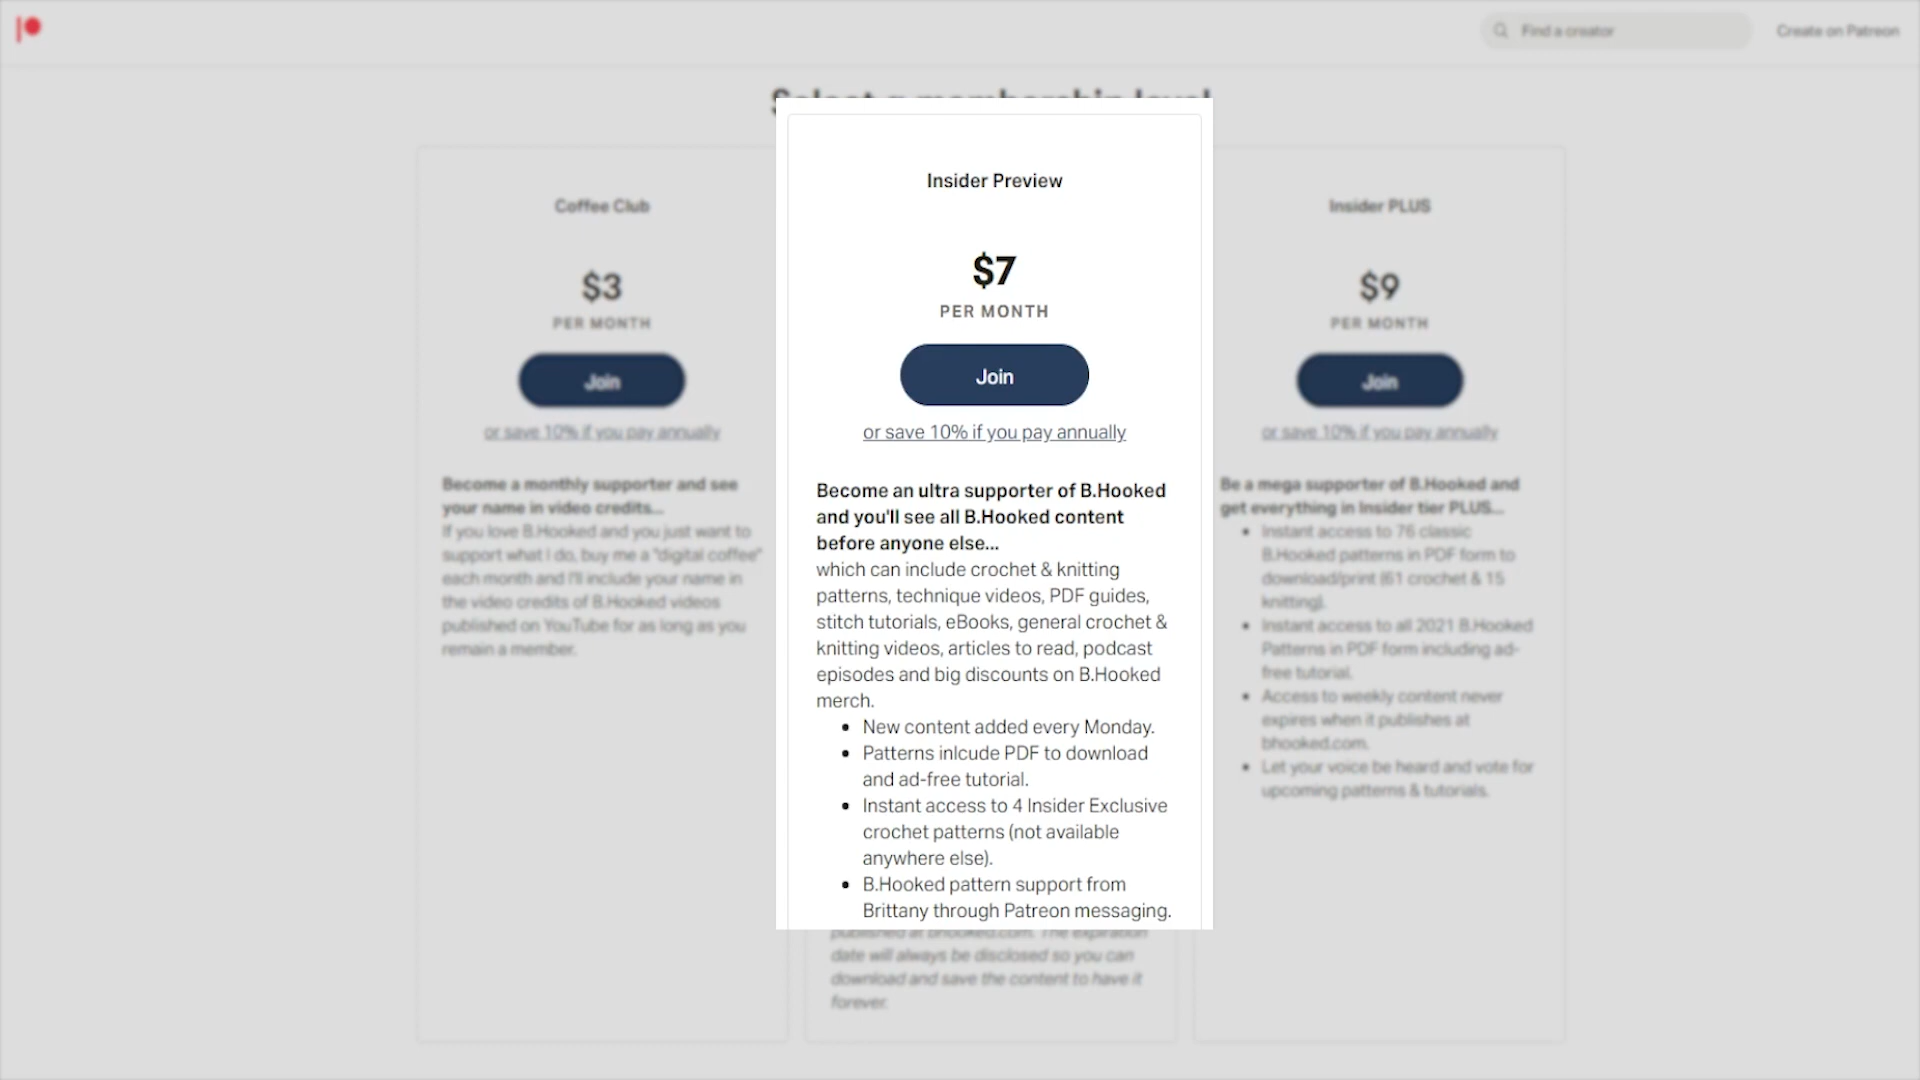 Find a creator
Create on Patreon
Select a membership level
Coffee Club
$3
PER MONTH
Join
or save 10% if you pay annually
Become a monthly supporter and see
your name in video credits...
If you love B.Hooked and you just want to
support what I do, buy me a "digital coffee"
each month and I'll include your name in
the video credits of B.Hooked videos
published on YouTube for as long as you
remain a member.
Insider Preview
$7
PER MONTH
Join
or save 10% if you pay annually
Become an ultra supporter of B.Hooked
and you'll see all B.Hooked content
before anyone else...
which can include crochet & knitting
patterns, technique videos, PDF guides,
stitch tutorials, eBooks, general crochet &
knitting videos, articles to read, podcast
episodes and big discounts on B.Hooked
merch.
• New content added every Monday.
• Patterns inlcude PDF to download
and ad-free tutorial.
• Instant access to 4 Insider Exclusive
crochet patterns (not available
anywhere else).
• B.Hooked pattern support from
Brittany through Patreon messaging.
published at bhooked.com. The expiration
date will always be disclosed so you can
download and save the content to have it
forever.
Insider PLUS
$9
PER MONTH
Join
or save 10% if you pay annually
Be a mega supporter of B.Hooked and
get everything in Insider tier PLUS...
• Instant access to 76 classic
B.Hooked patterns in PDF form to
download/print (61 crochet & 15
knitting).
• Instant access to all 2021 B.Hooked
Patterns in PDF form including ad-
free tutorial.
• Access to weekly content never
expires when it publishes at
bhooked.com.
• Let your voice be heard and vote for
upcoming patterns & tutorials.